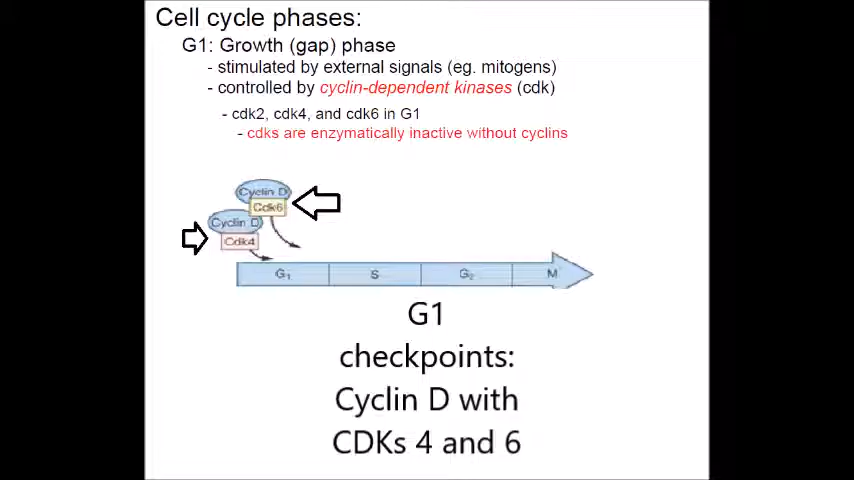 Cell cycle phases:
G1: Growth (gap) phase
- stimulated by external signals (eg. mitogens)
- controlled by cyclin-dependent kinases (cdk)
- cdk2, cdk4, and cdk6 in G1
- cdks are enzymatically inactive without cyclins
Cyclin D
Cdk6
Cyclin D
Cdk4
G₁ S G₂ M
G1
checkpoints:
Cyclin D with
CDKs 4 and 6